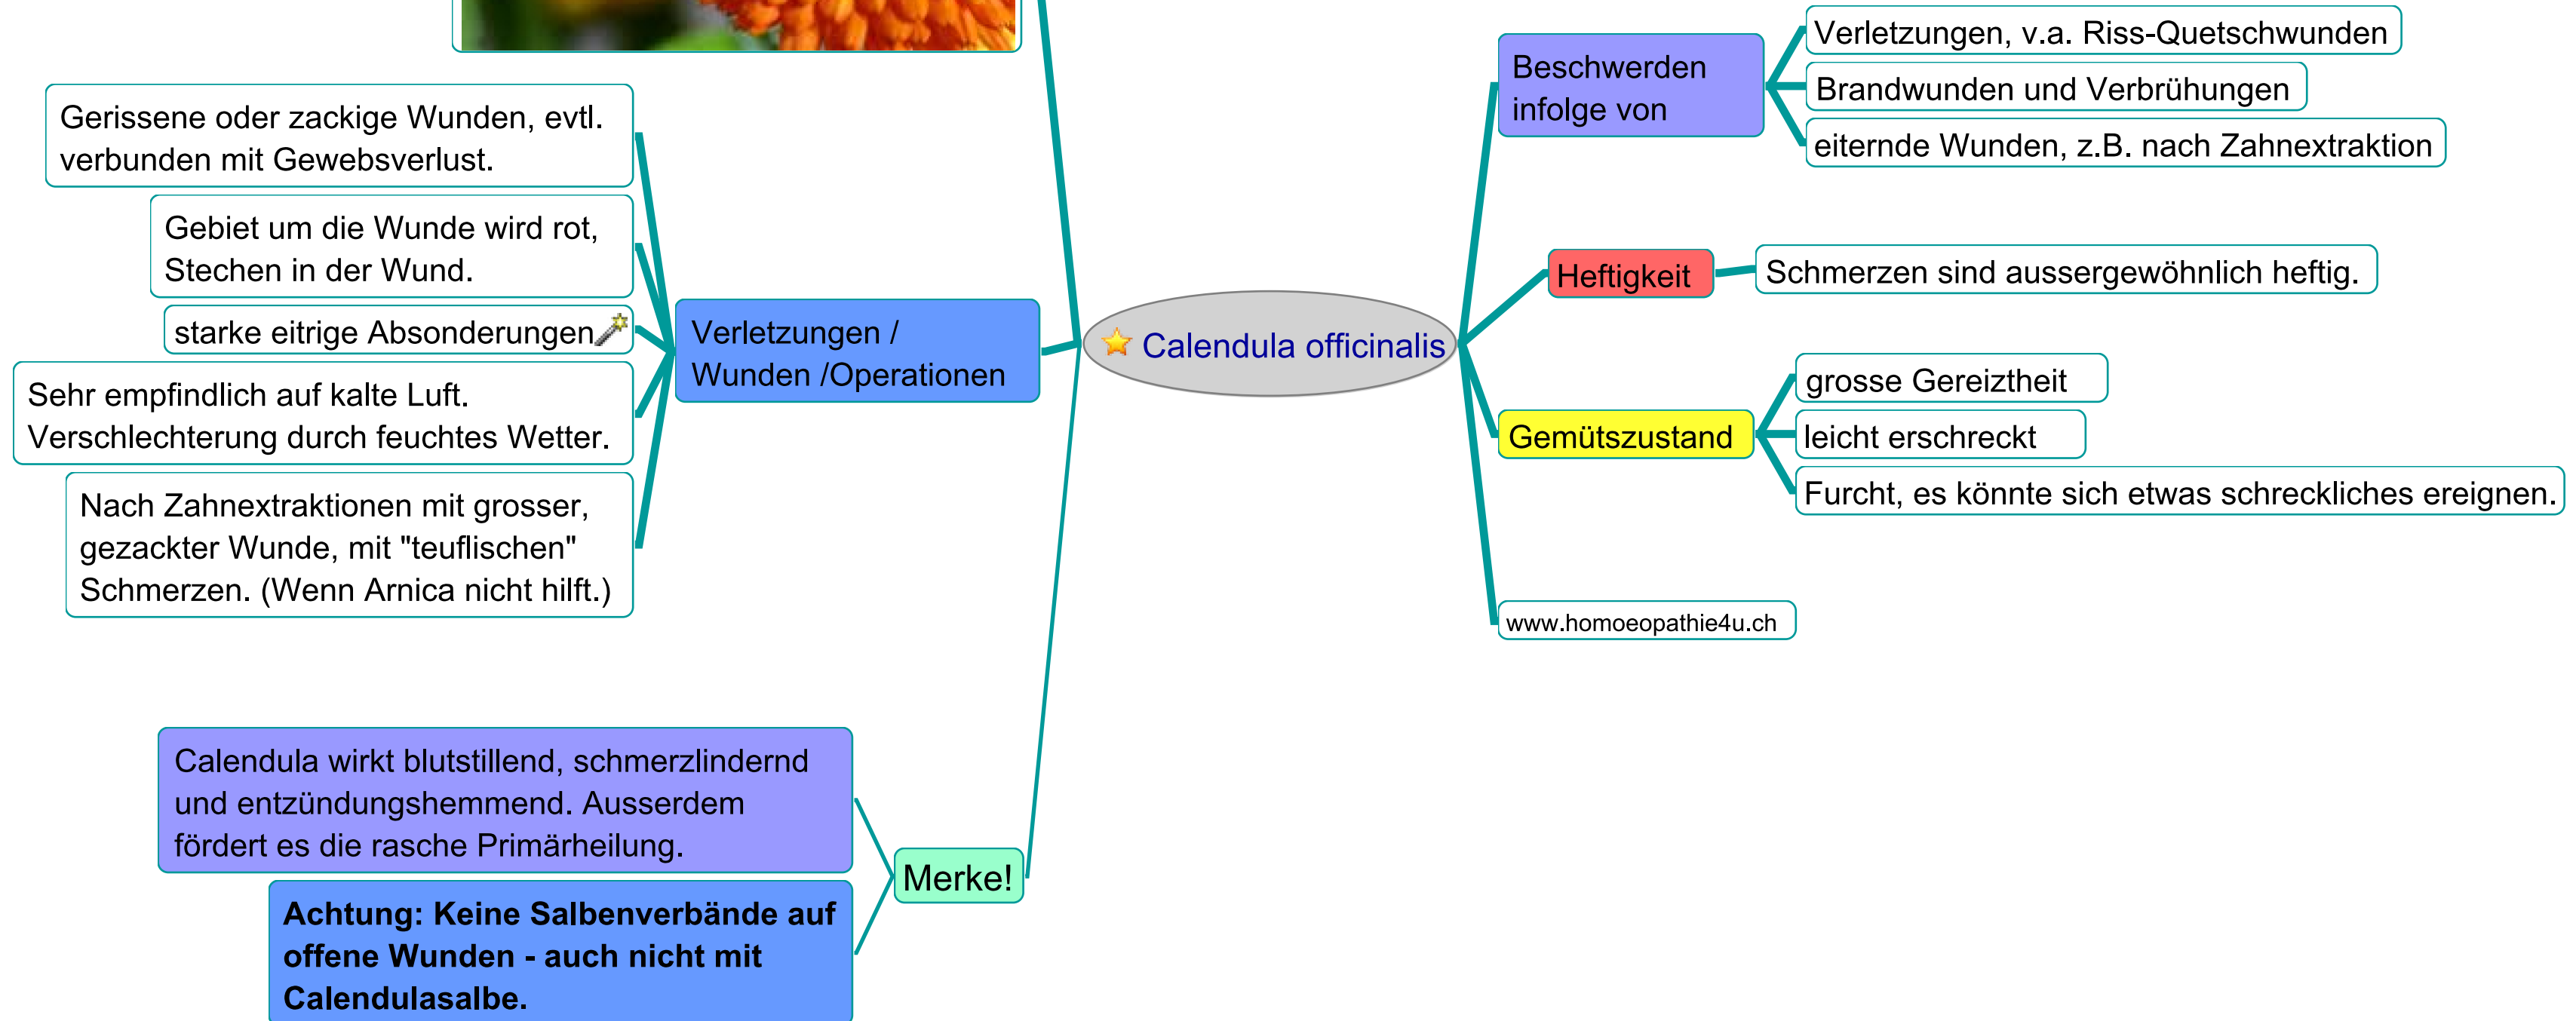 Calendula officinalis
Gerissene oder zackige Wunden, evtl.
verbunden mit Gewebsverlust.
Gebiet um die Wunde wird rot,
Stechen in der Wund.
starke eitrige Absonderungen
Sehr empfindlich auf kalte Luft.
Verschlechterung durch feuchtes Wetter.
Nach Zahnextraktionen mit grosser,
gezackter Wunde, mit "teuflischen"
Schmerzen. (Wenn Arnica nicht hilft.)
Verletzungen /
Wunden /Operationen
Calendula wirkt blutstillend, schmerzlindernd
und entzündungshemmend. Ausserdem
fördert es die rasche Primärheilung.
Achtung: Keine Salbenverbände auf
offene Wunden - auch nicht mit
Calendulasalbe.
Merke!
Beschwerden
infolge von
Verletzungen, v.a. Riss-Quetschwunden
Brandwunden und Verbrühungen
eiternde Wunden, z.B. nach Zahnextraktion
Heftigkeit
Schmerzen sind aussergewöhnlich heftig.
Gemütszustand
grosse Gereiztheit
leicht erschreckt
Furcht, es könnte sich etwas schreckliches ereignen.
www.homoeopathie4u.ch